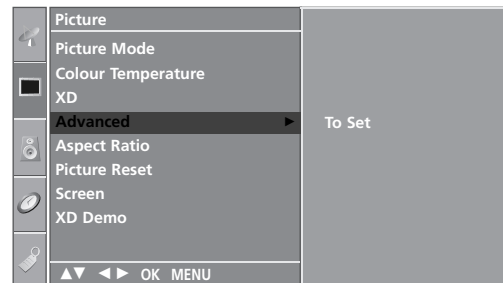 Picture
Picture Mode
Colour Temperature
XD
Advanced ► To Set
Aspect Ratio
Picture Reset
Screen
XD Demo
▲▼ ◄► OK MENU